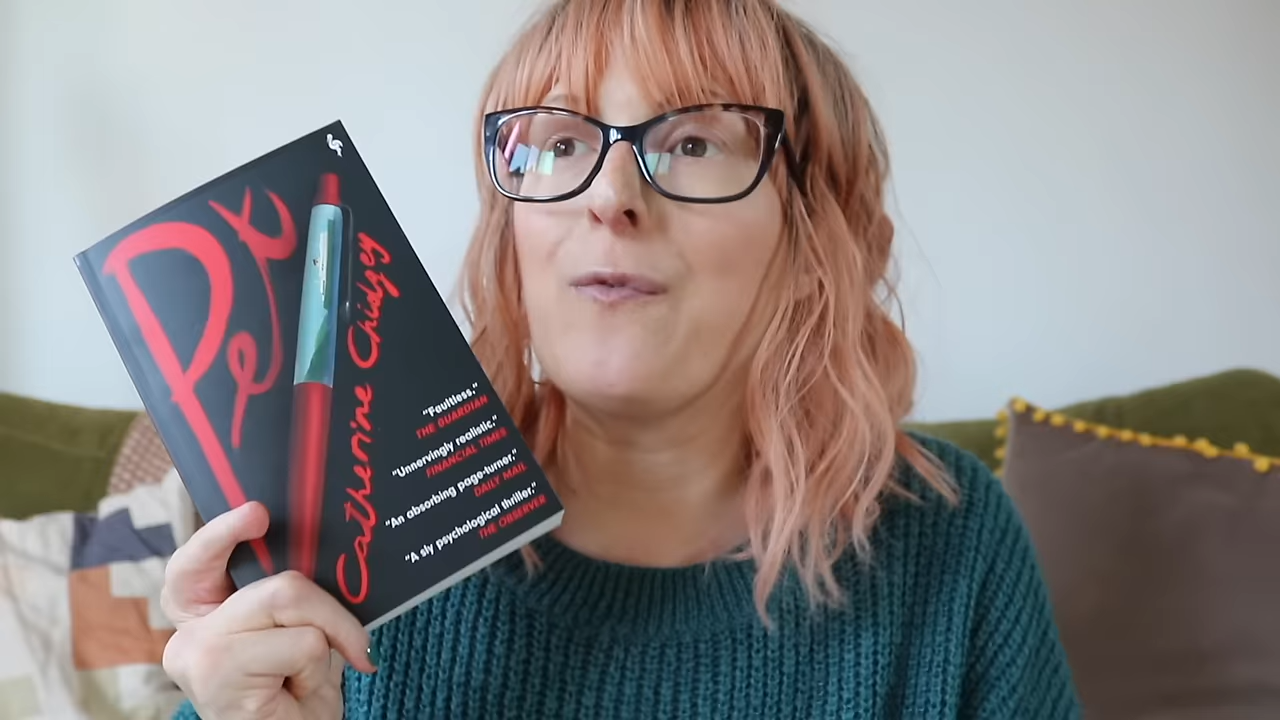 Pet
Catherine Chidgey
"Faultless."
THE GUARDIAN
"Unnervingly realistic."
FINANCIAL TIMES
"An absorbing page-turner."
DAILY MAIL
"A sly psychological thriller."
THE OBSERVER